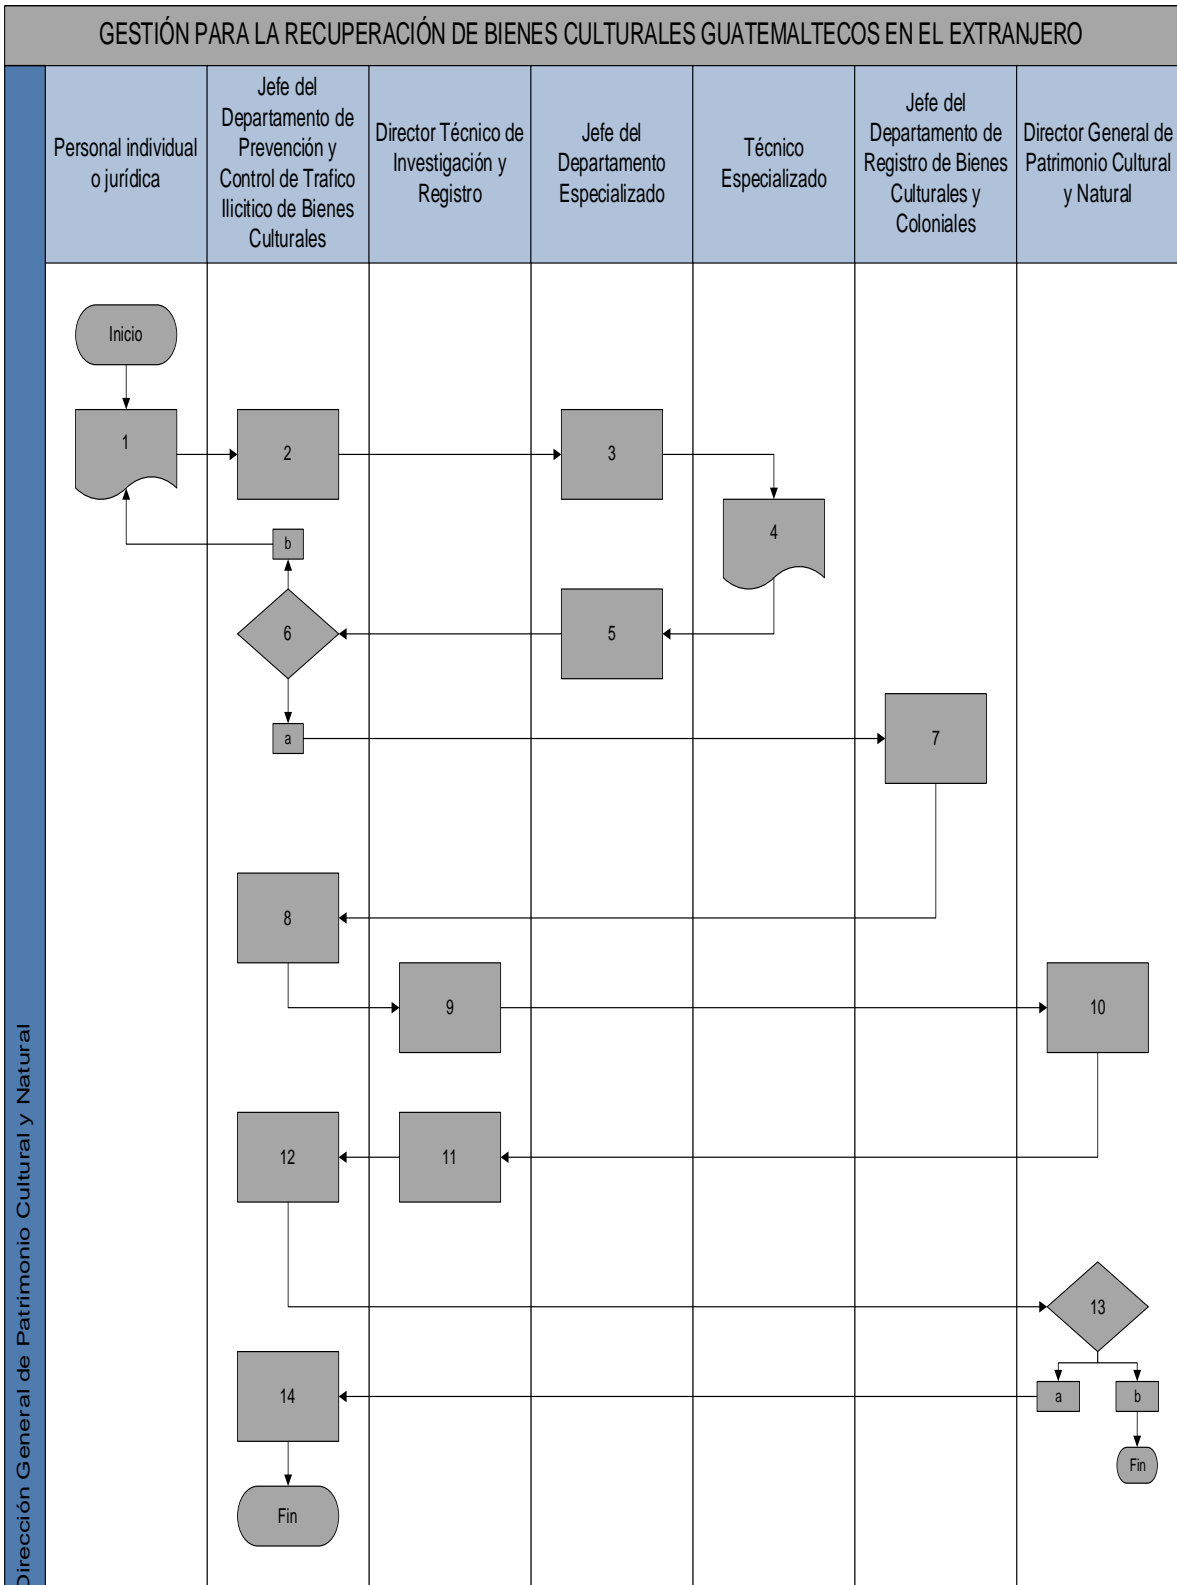 GESTIÓN PARA LA RECUPERACIÓN DE BIENES CULTURALES GUATEMALTECOS EN EL EXTRANJERO
Dirección General de Patrimonio Cultural y Natural
Personal individual
o jurídica
Jefe del
Departamento de
Prevención y
Control de Trafico
Ilicitico de Bienes
Culturales
Director Técnico de
Investigación y
Registro
Jefe del
Departamento
Especializado
Técnico
Especializado
Jefe del
Departamento de
Registro de Bienes
Culturales y
Coloniales
Director General de
Patrimonio Cultural
y Natural
Inicio
1
2
3
4
b
6
5
a
7
8
9
10
12
11
13
14
a
b
Fin
Fin